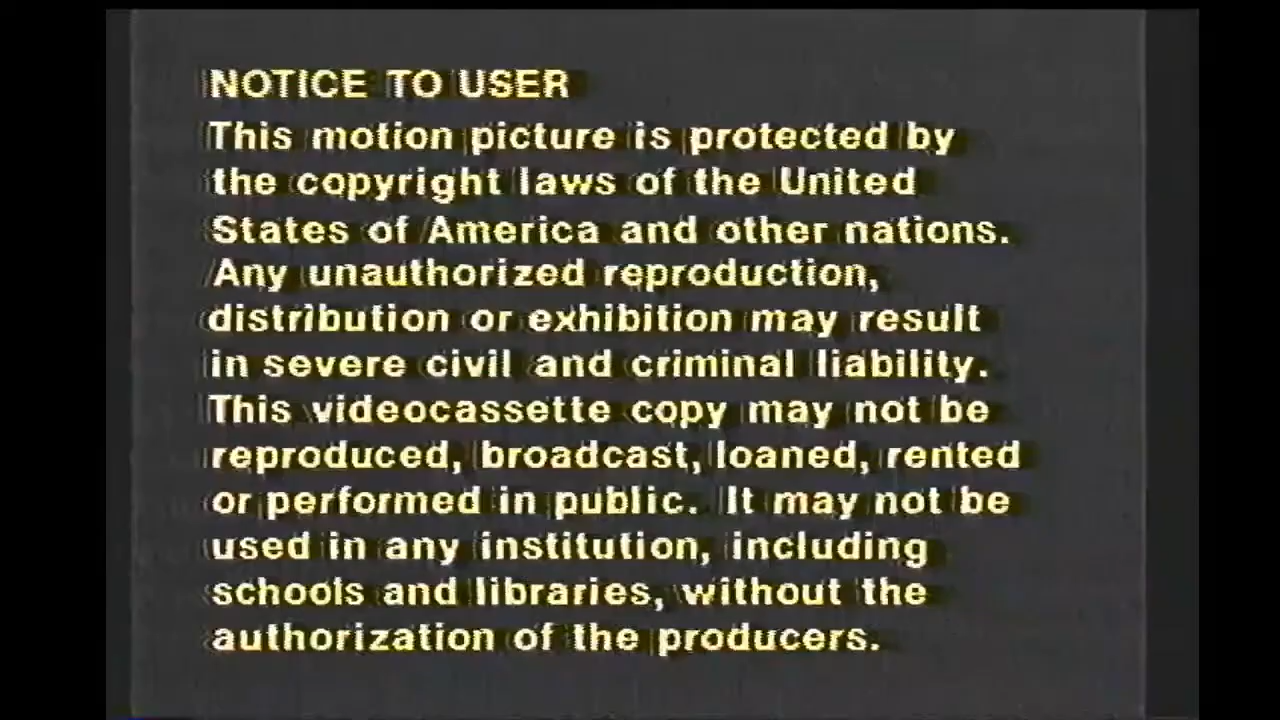 NOTICE TO USER
This motion picture is protected by
the copyright laws of the United
States of America and other nations.
Any unauthorized reproduction,
distribution or exhibition may result
in severe civil and criminal liability.
This videocassette copy may not be
reproduced, broadcast, loaned, rented
or performed in public. It may not be
used in any institution, including
schools and libraries, without the
authorization of the producers.